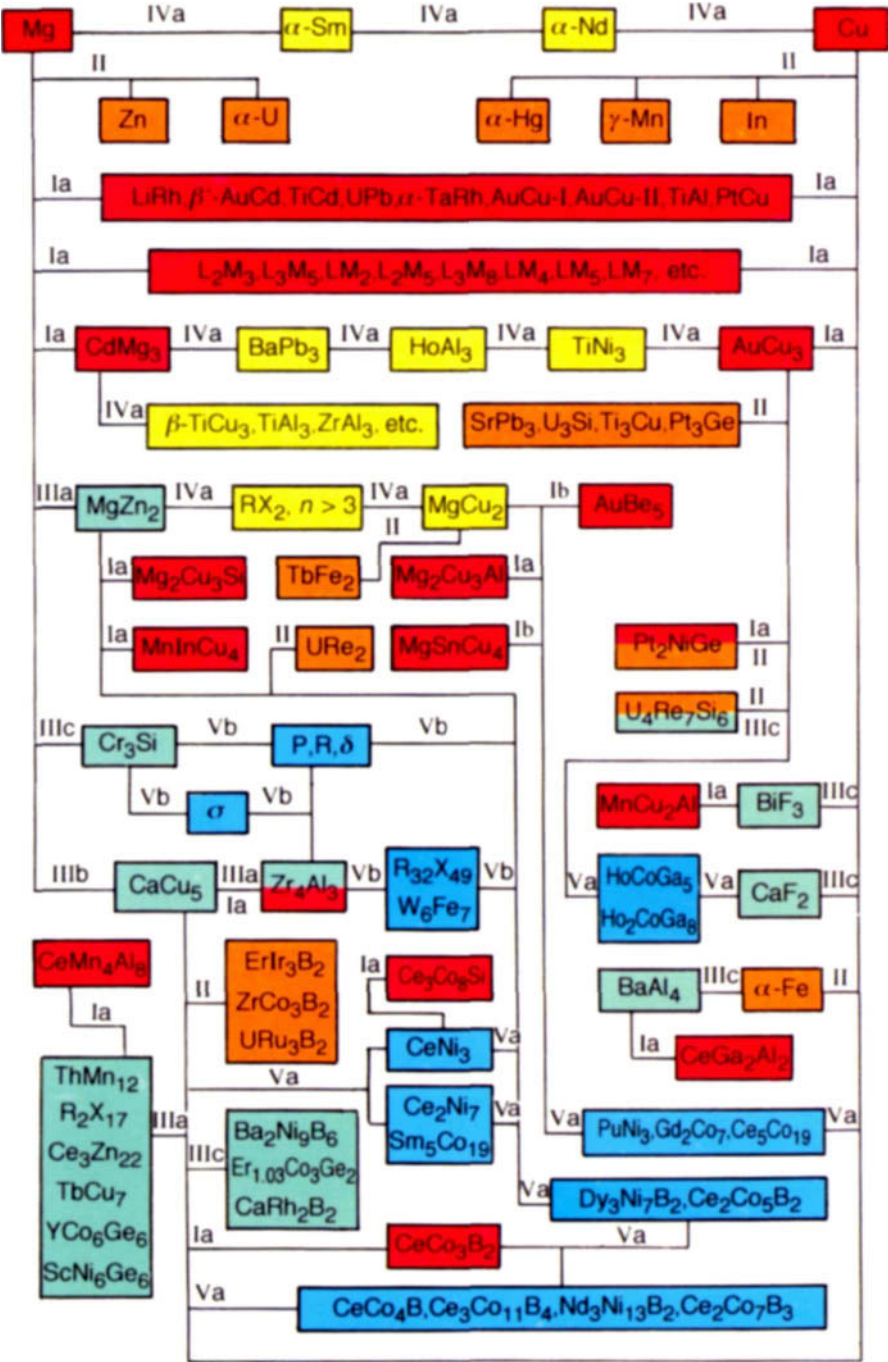 Mg IVa α-Sm IVa α-Nd IVa Cu
II II
Zn α-U α-Hg γ-Mn In
Ia LiRh,β'-AuCd,TiCd,UPb,α-TaRh,AuCu-I,AuCu-II,TiAl,PtCu Ia
Ia L₂M₃,L₃M₅,LM₂,L₂M₅,L₃M₈,LM₄,LM₅,LM₇, etc. Ia
Ia CdMg₃ IVa BaPb₃ IVa HoAl₃ IVa TiNi₃ IVa AuCu₃ Ia
IVa β-TiCu₃,TiAl₃,ZrAl₃, etc. SrPb₃,U₃Si,Ti₃Cu,Pt₃Ge II
IIIa MgZn₂ IVa RX₂, n > 3 IVa MgCu₂ Ib AuBe₅
II
Ia Mg₂Cu₃Si TbFe₂ Mg₂Cu₃Al Ia
Ia MnInCu₄ II URe₂ MgSnCu₄ Ib
Pt₂NiGe Ia
II
U₄Re₇Si₆ II
IIIc
IIIc Cr₃Si Vb P,R,δ Vb
Vb σ Vb
MnCu₂Al Ia BiF₃ IIIc
IIIb CaCu₅ IIIa Zr₄Al₃ Vb R₃₂X₄₉ Vb
Ia W₆Fe₇
Va HoCoGa₅ Va CaF₂ IIIc
Ho₂CoGa₈
CeMn₄Al₈
Ia
II ErIr₃B₂
ZrCo₃B₂
URu₃B₂
Ia Ce₃Co₈Si
BaAl₄ IIIc α-Fe II
Ia CeGa₂Al₂
CeNi₃ Va
Va
Ce₂Ni₇ Va
Sm₅Co₁₉
Va PuNi₃,Gd₂Co₇,Ce₅Co₁₉ Va
ThMn₁₂
R₂X₁₇ IIIa
Ce₃Zn₂₂
TbCu₇
YCo₆Ge₆
ScNi₆Ge₆
IIIc Ba₂Ni₉B₆
Er₁.₀₃Co₃Ge₂
CaRh₂B₂
Va Dy₃Ni₇B₂,Ce₂Co₅B₂
Ia CeCo₃B₂ Va
Va CeCo₄B,Ce₃Co₁₁B₄,Nd₃Ni₁₃B₂,Ce₂Co₇B₃